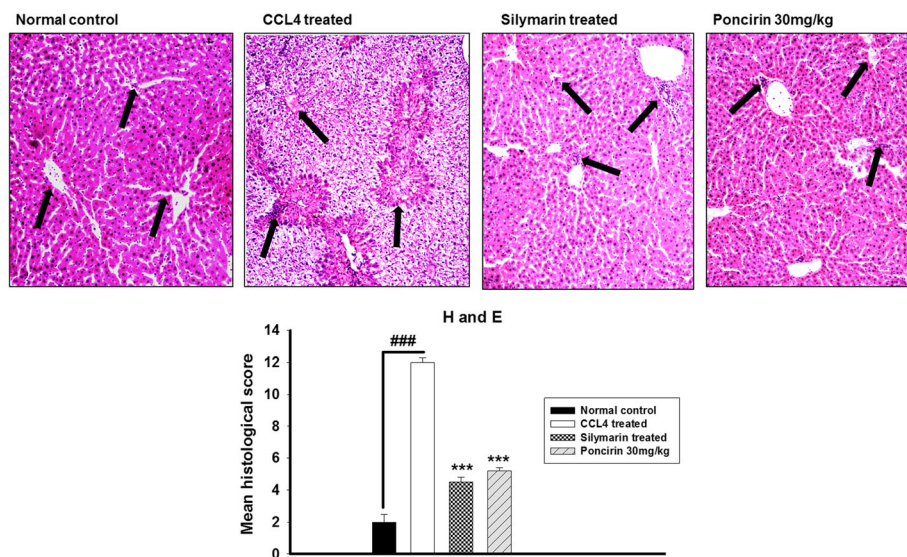 Normal control
CCL4 treated
Silymarin treated
Poncirin 30mg/kg
H and E
Mean histological score
14
12
10
8
6
4
2
0
###
***
***
Normal control
CCL4 treated
Silymarin treated
Poncirin 30mg/kg